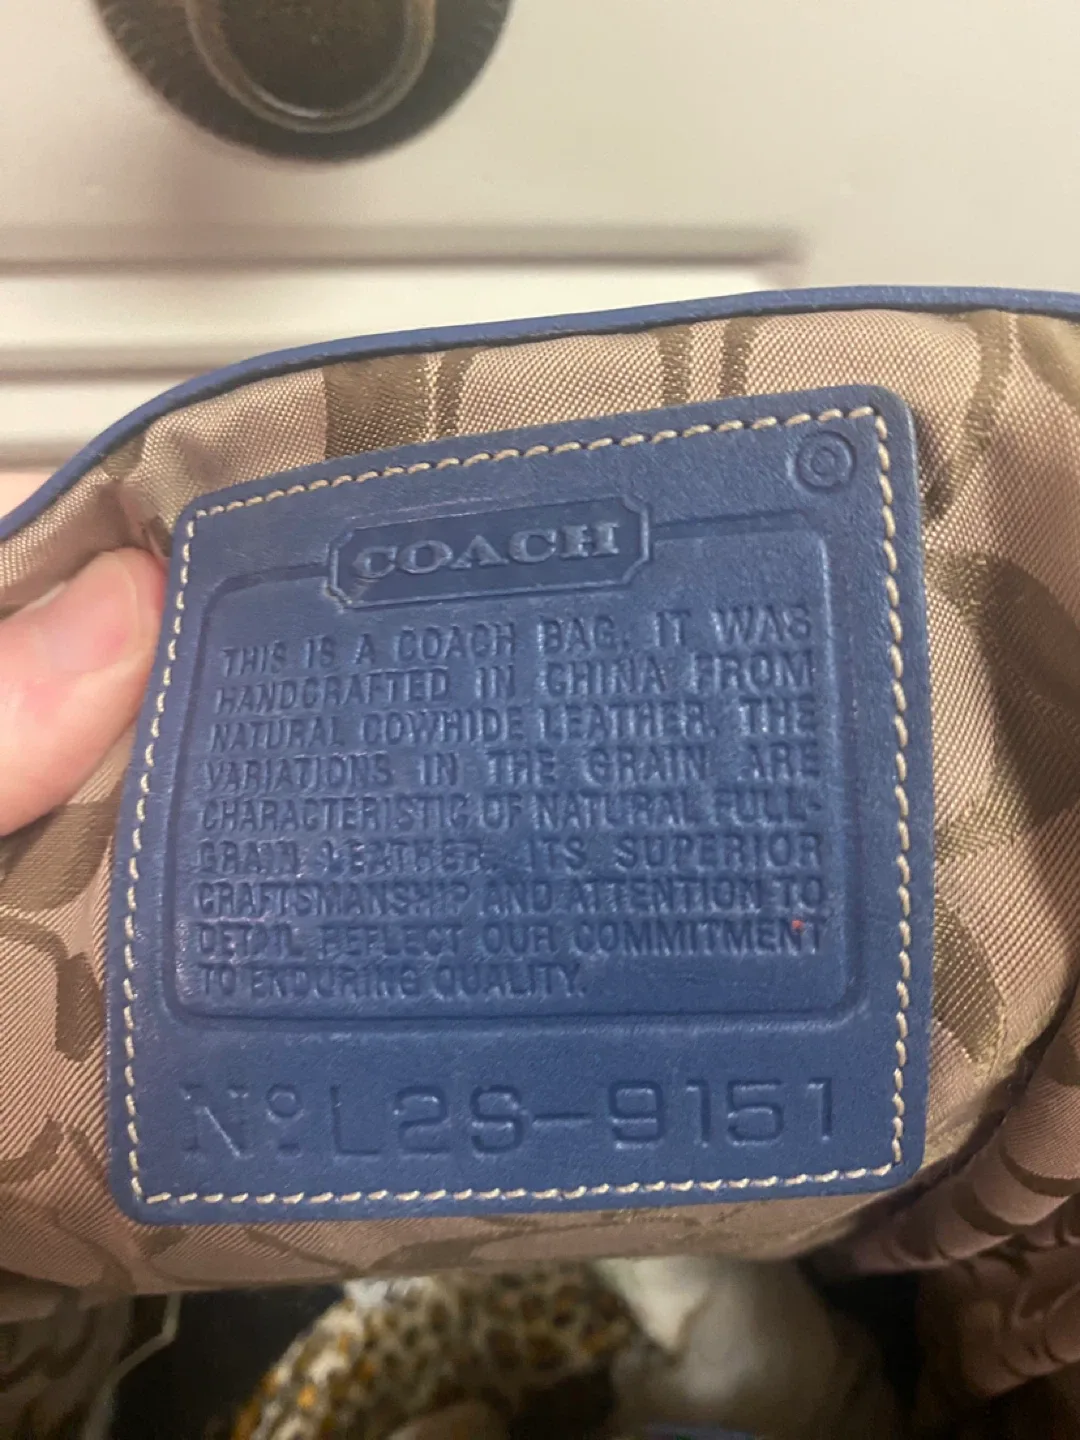 ©
COACH
THIS IS A COACH BAG. IT WAS
HANDCRAFTED IN CHINA FROM
NATURAL COWHIDE LEATHER. THE
VARIATIONS IN THE GRAIN ARE
CHARACTERISTIC OF NATURAL FULL-
GRAIN LEATHER. ITS SUPERIOR
CRAFTSMANSHIP AND ATTENTION TO
DETAIL REFLECT OUR COMMITMENT
TO ENDURING QUALITY.
Nº L2S-9151